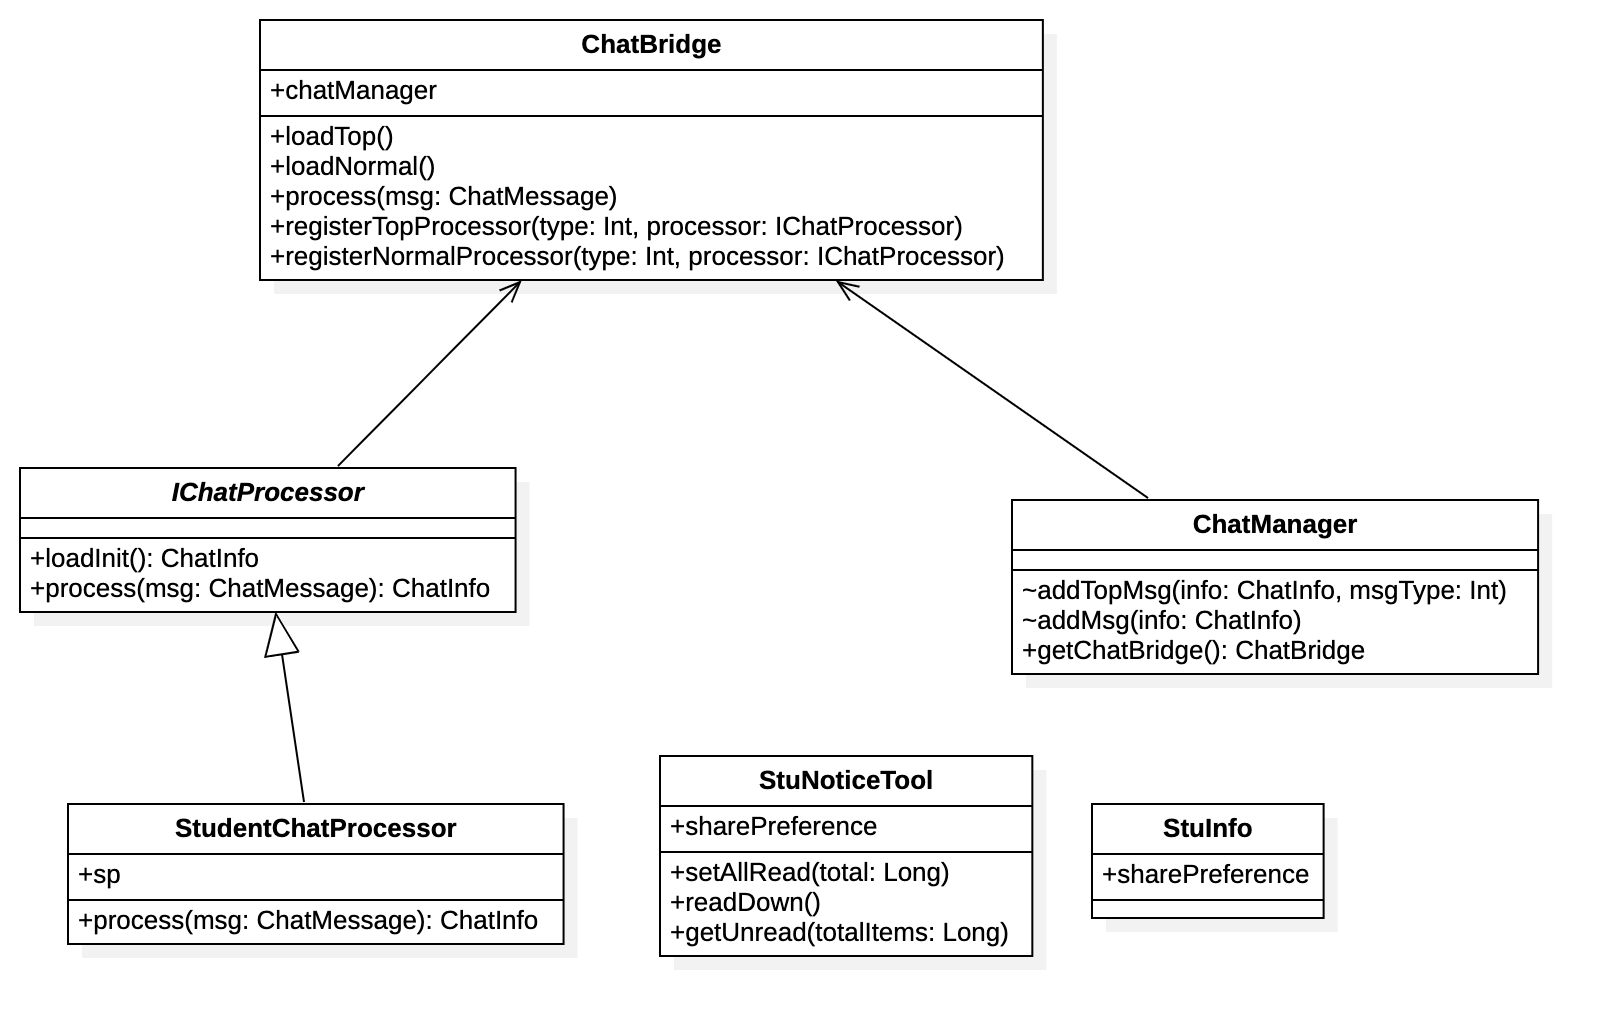 ChatBridge
+chatManager
+loadTop()
+loadNormal()
+process(msg: ChatMessage)
+registerTopProcessor(type: Int, processor: IChatProcessor)
+registerNormalProcessor(type: Int, processor: IChatProcessor)
IChatProcessor
+loadInit(): ChatInfo
+process(msg: ChatMessage): ChatInfo
ChatManager
~addTopMsg(info: ChatInfo, msgType: Int)
~addMsg(info: ChatInfo)
+getChatBridge(): ChatBridge
StudentChatProcessor
+sp
+process(msg: ChatMessage): ChatInfo
StuNoticeTool
+sharePreference
+setAllRead(total: Long)
+readDown()
+getUnread(totalItems: Long)
StuInfo
+sharePreference